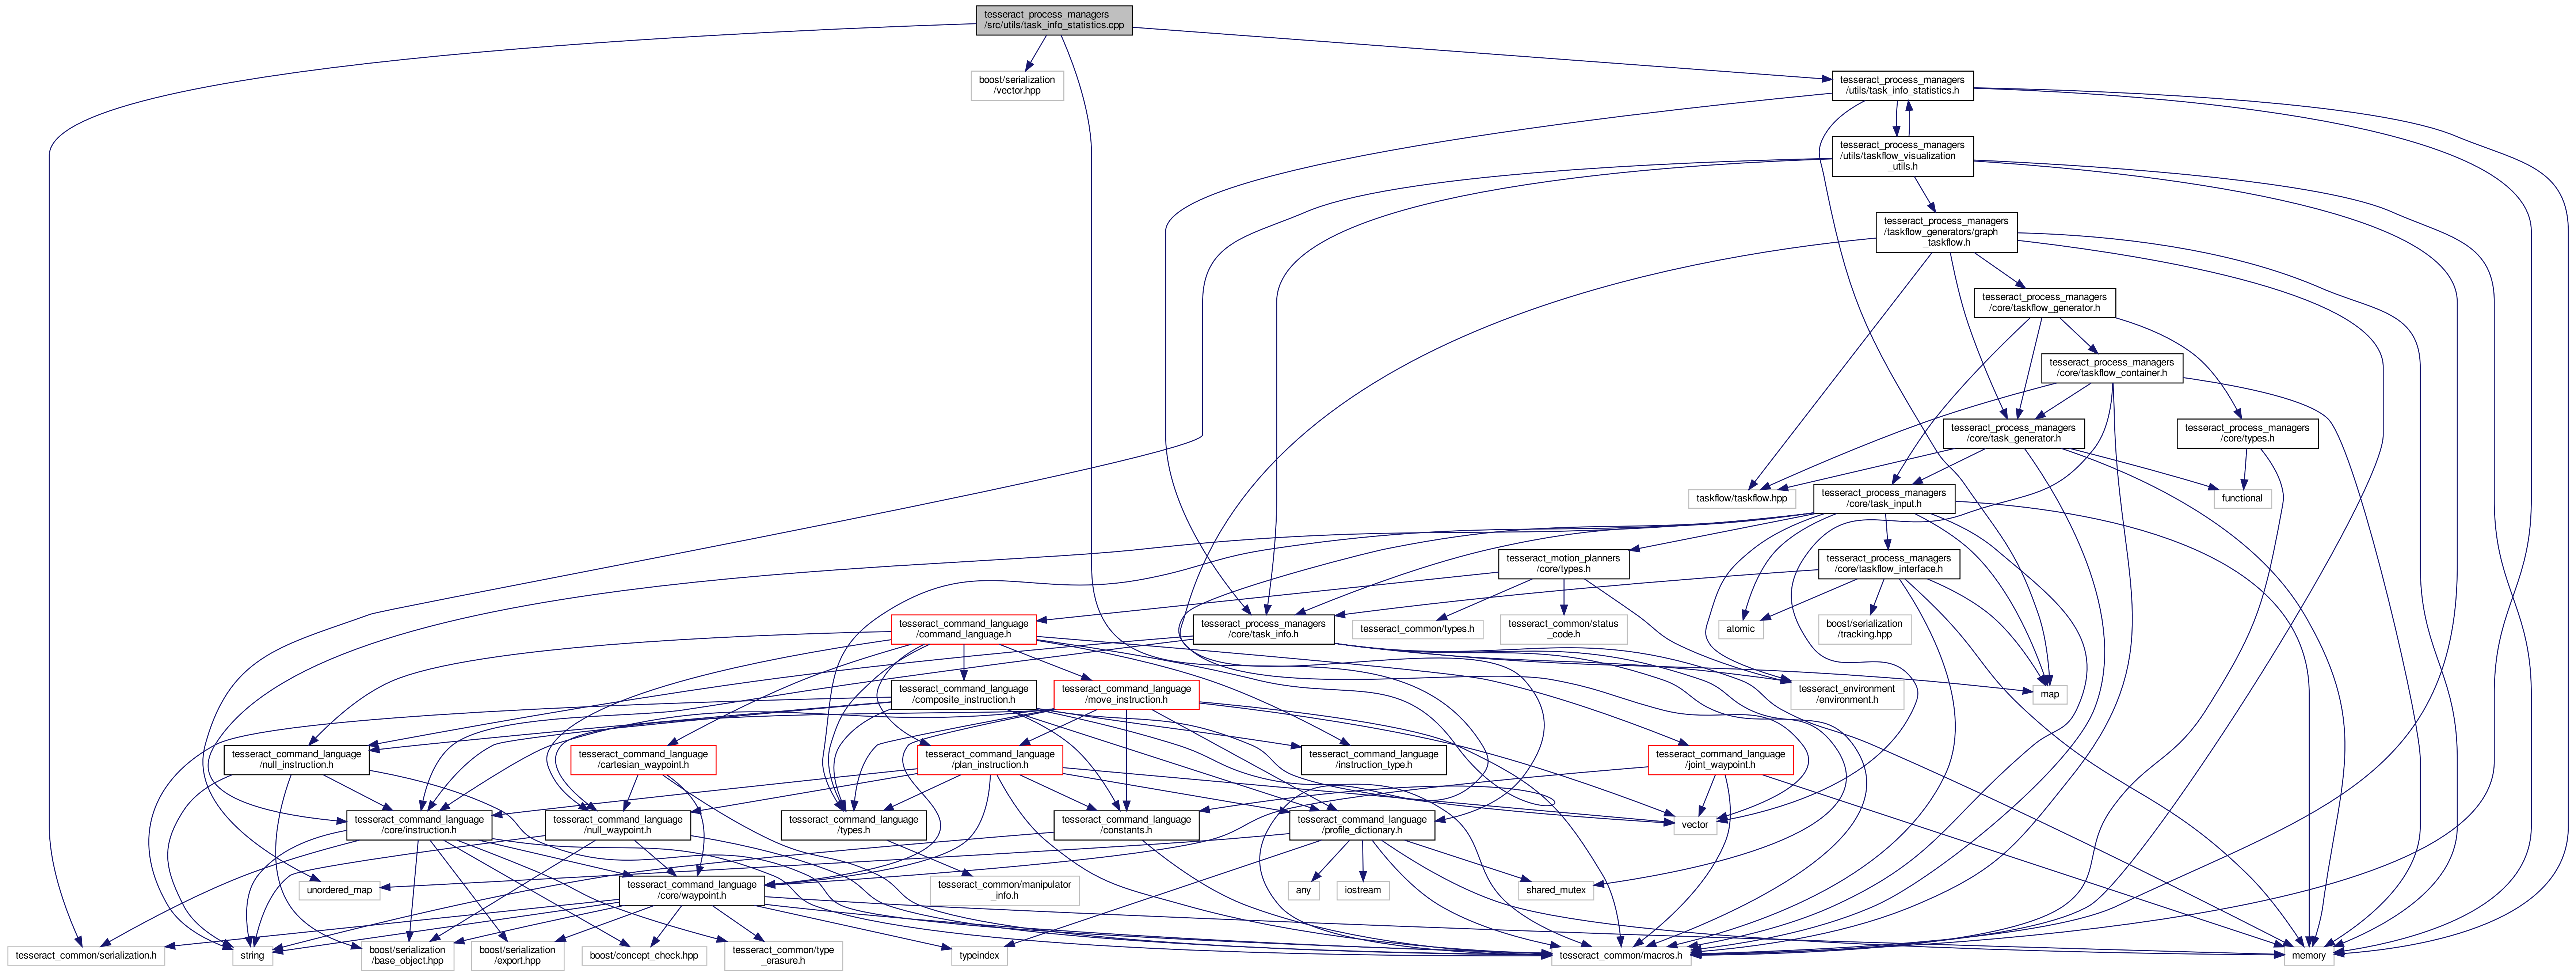 tesseract_process_managers
/src/utils/task_info_statistics.cpp
boost/serialization
/vector.hpp
tesseract_process_managers
/utils/task_info_statistics.h
tesseract_process_managers
/utils/taskflow_visualization
_utils.h
tesseract_process_managers
/taskflow_generators/graph
_taskflow.h
tesseract_process_managers
/core/taskflow_generator.h
tesseract_process_managers
/core/taskflow_container.h
tesseract_process_managers
/core/task_generator.h
tesseract_process_managers
/core/types.h
taskflow/taskflow.hpp
tesseract_process_managers
/core/task_input.h
functional
tesseract_motion_planners
/core/types.h
tesseract_process_managers
/core/taskflow_interface.h
tesseract_command_language
/command_language.h
tesseract_process_managers
/core/task_info.h
tesseract_common/types.h
tesseract_common/status
_code.h
atomic
boost/serialization
/tracking.hpp
tesseract_command_language
/composite_instruction.h
tesseract_command_language
/move_instruction.h
tesseract_environment
/environment.h
map
tesseract_command_language
/null_instruction.h
tesseract_command_language
/cartesian_waypoint.h
tesseract_command_language
/plan_instruction.h
tesseract_command_language
/instruction_type.h
tesseract_command_language
/joint_waypoint.h
tesseract_command_language
/core/instruction.h
tesseract_command_language
/null_waypoint.h
tesseract_command_language
/types.h
tesseract_command_language
/constants.h
tesseract_command_language
/profile_dictionary.h
vector
unordered_map
tesseract_command_language
/core/waypoint.h
tesseract_common/manipulator
_info.h
any
iostream
shared_mutex
tesseract_common/serialization.h
string
boost/serialization
/base_object.hpp
boost/serialization
/export.hpp
boost/concept_check.hpp
tesseract_common/type
_erasure.h
typeindex
tesseract_common/macros.h
memory